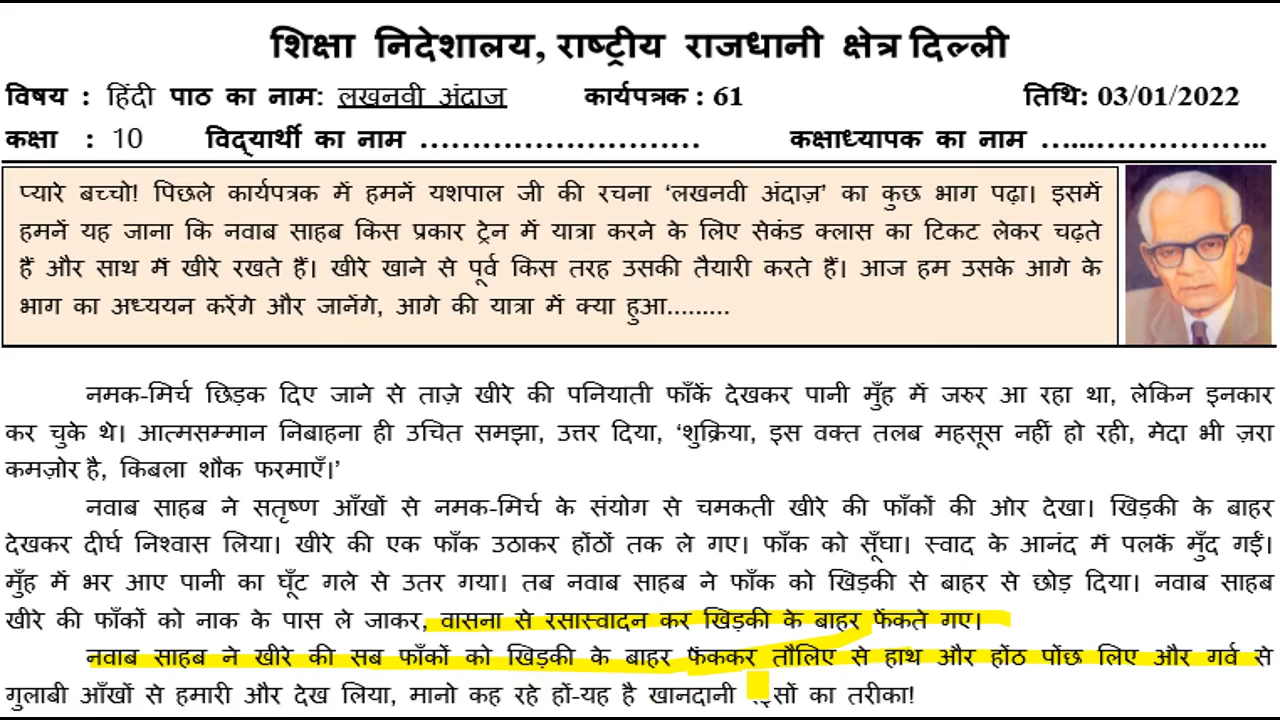 शिक्षा निदेशालय, राष्ट्रीय राजधानी क्षेत्र दिल्ली
विषय : हिंदी पाठ का नाम: लखनवी अंदाज कार्यपत्रक : 61 तिथि: 03/01/2022
कक्षा : 10 विद्यार्थी का नाम ........................... कक्षाध्यापक का नाम ........................
प्यारे बच्चो! पिछले कार्यपत्रक में हमनें यशपाल जी की रचना ‘लखनवी अंदाज़’ का कुछ भाग पढ़ा। इसमें
हमनें यह जाना कि नवाब साहब किस प्रकार ट्रेन में यात्रा करने के लिए सेकंड क्लास का टिकट लेकर चढ़ते
हैं और साथ में खीरे रखते हैं। खीरे खाने से पूर्व किस तरह उसकी तैयारी करते हैं। आज हम उसके आगे के
भाग का अध्ययन करेंगे और जानेंगे, आगे की यात्रा में क्या हुआ.........
नमक-मिर्च छिड़क दिए जाने से ताज़े खीरे की पनियाती फाँकें देखकर पानी मुँह में जरुर आ रहा था, लेकिन इनकार
कर चुके थे। आत्मसम्मान निबाहना ही उचित समझा, उत्तर दिया, ‘शुक्रिया, इस वक्त तलब महसूस नहीं हो रही, मेदा भी ज़रा
कमज़ोर है, किबला शौक फरमाएँ।’
नवाब साहब ने सतृष्ण आँखों से नमक-मिर्च के संयोग से चमकती खीरे की फाँकों की ओर देखा। खिड़की के बाहर
देखकर दीर्घ निश्वास लिया। खीरे की एक फाँक उठाकर होंठों तक ले गए। फाँक को सूँघा। स्वाद के आनंद में पलकें मुँद गईं।
मुँह में भर आए पानी का घूँट गले से उतर गया। तब नवाब साहब ने फाँक को खिड़की से बाहर से छोड़ दिया। नवाब साहब
खीरे की फाँकों को नाक के पास ले जाकर, वासना से रसास्वादन कर खिड़की के बाहर फेंकते गए।
नवाब साहब ने खीरे की सब फाँकों को खिड़की के बाहर फेंककर तौलिए से हाथ और होंठ पोंछ लिए और गर्व से
गुलाबी आँखों से हमारी और देख लिया, मानो कह रहे हों-यह है खानदानी का तरीका!